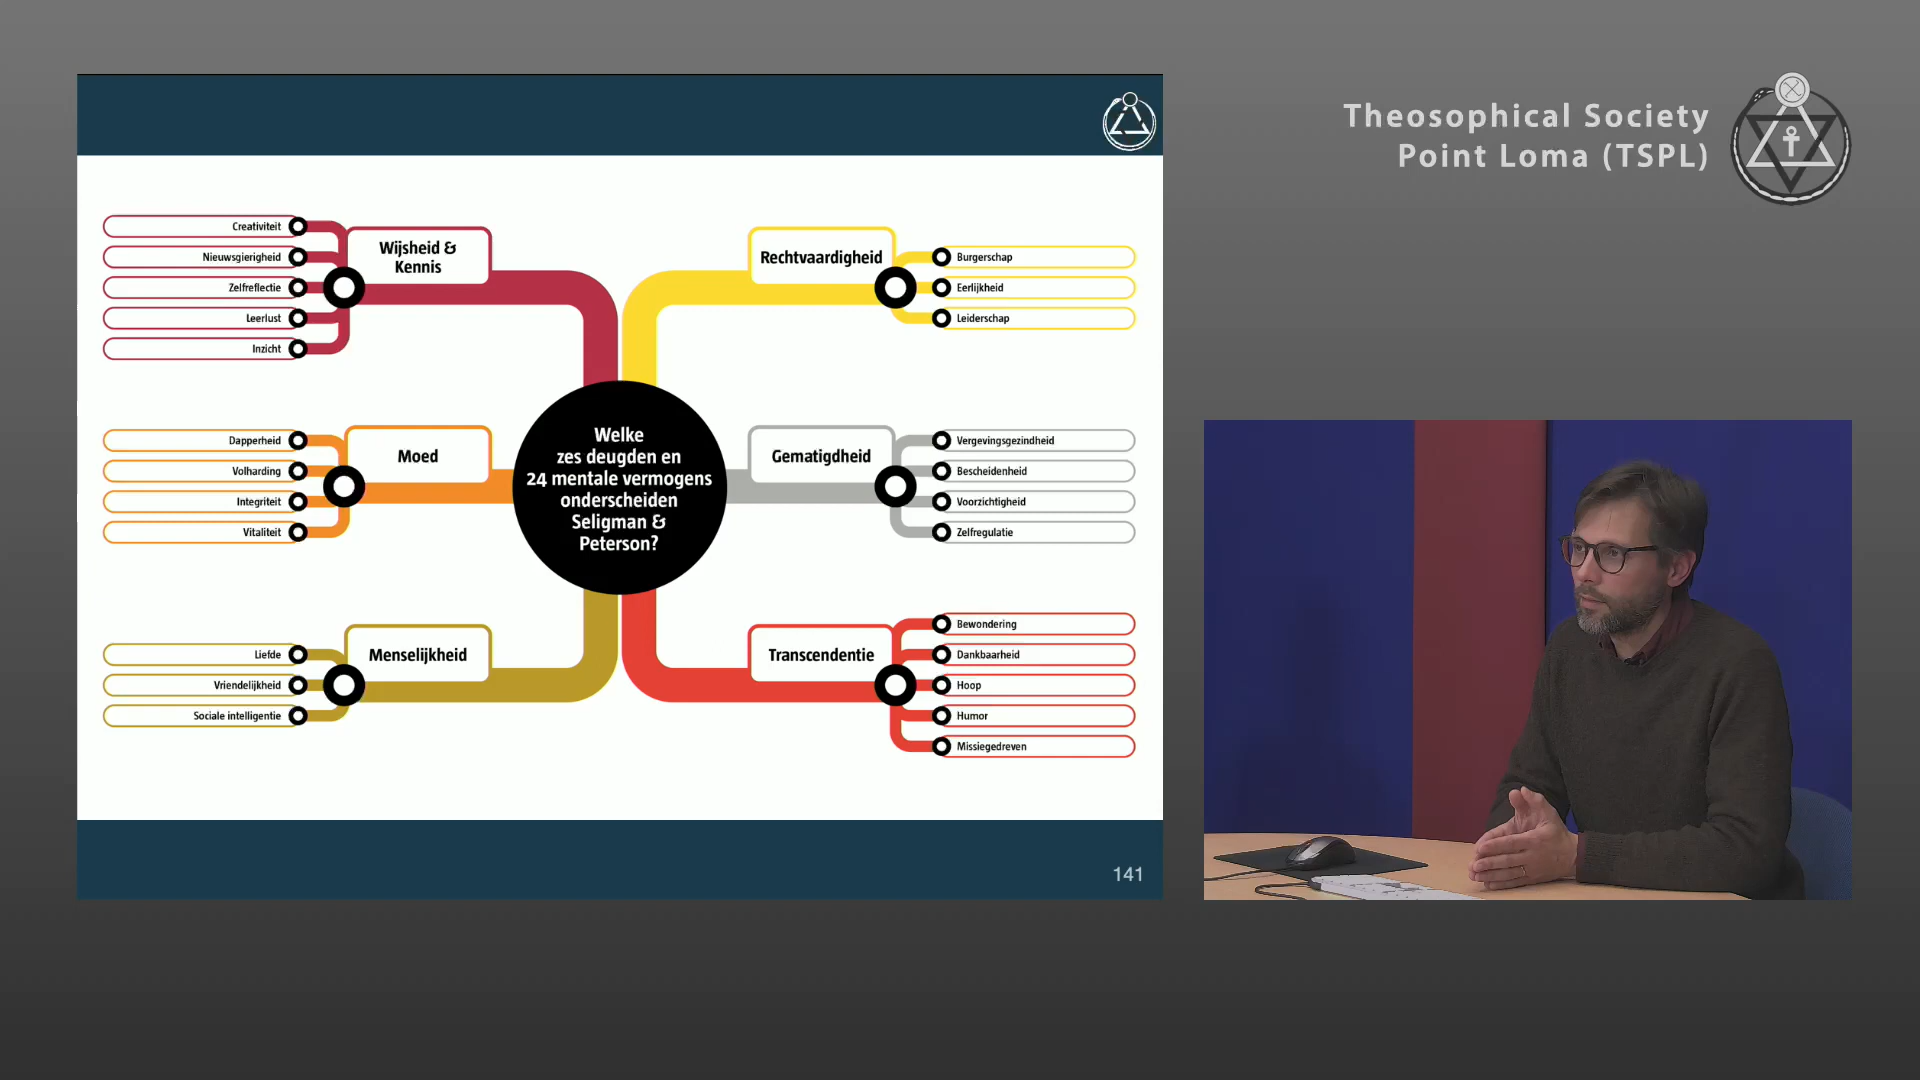 Theosophical Society
Point Loma (TSPL)
Creativiteit
Nieuwsgierigheid
Zelfreflectie
Leerlust
Inzicht
Wijsheid &
Kennis
Dapperheid
Volharding
Integriteit
Vitaliteit
Moed
Liefde
Vriendelijkheid
Sociale intelligentie
Menselijkheid
Welke
zes deugden en
24 mentale vermogens
onderscheiden
Seligman &
Peterson?
Rechtvaardigheid
Burgerschap
Eerlijkheid
Leiderschap
Gematigdheid
Vergevingsgezindheid
Bescheidenheid
Voorzichtigheid
Zelfregulatie
Transcendentie
Bewondering
Dankbaarheid
Hoop
Humor
Missiegedreven
141